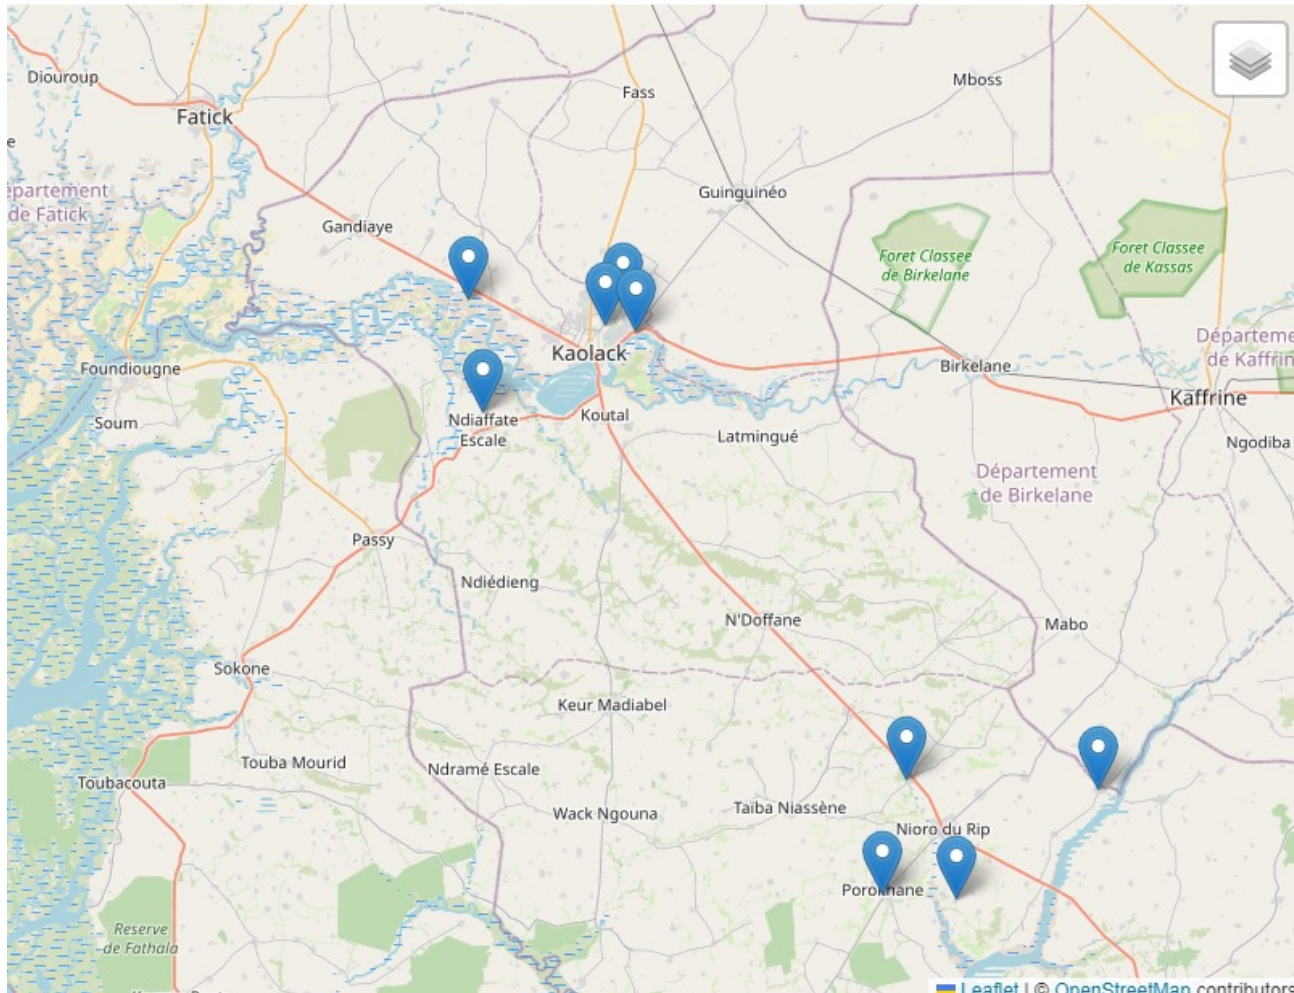 Diouroup
Mboss
Fass
Fatick
e
épartement
de Fatick
Guinguinéo
Gandiaye
Foret Classee
de Birkelane
Foret Classee
de Kassas
Départeme
de Kaffrin
Kaolack
Foundiougne
Birkelane
Kaffrine
Soum
Ndiaffate
Escale
Koutal
Latmingué
Ngodiba
Département
de Birkelane
Passy
Ndiédieng
N'Doffane
Mabo
Sokone
Keur Madiabel
Touba Mourid
Ndramé Escale
Toubacouta
Wack Ngouna
Taïba Niassène
Nioro du Rip
Porokhane
Reserve
de Fathala
Leaflet | © OpenStreetMap contributors